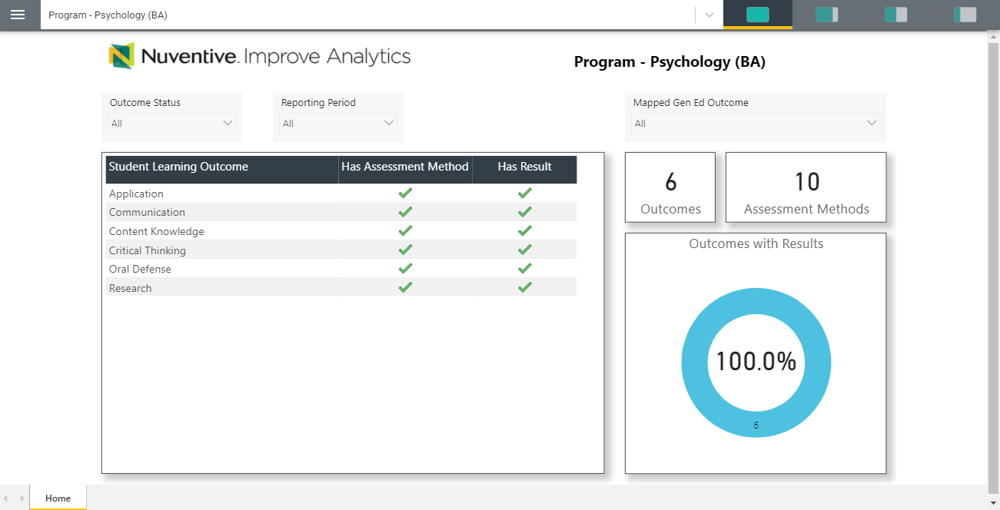 Program - Psychology (BA)
Nuventive. Improve Analytics
Program - Psychology (BA)
Outcome Status
All
Reporting Period
All
Mapped Gen Ed Outcome
All
Student Learning Outcome Has Assessment Method Has Result
Application
Communication
Content Knowledge
Critical Thinking
Oral Defense
Research
6
Outcomes
10
Assessment Methods
Outcomes with Results
100.0%
6
Home